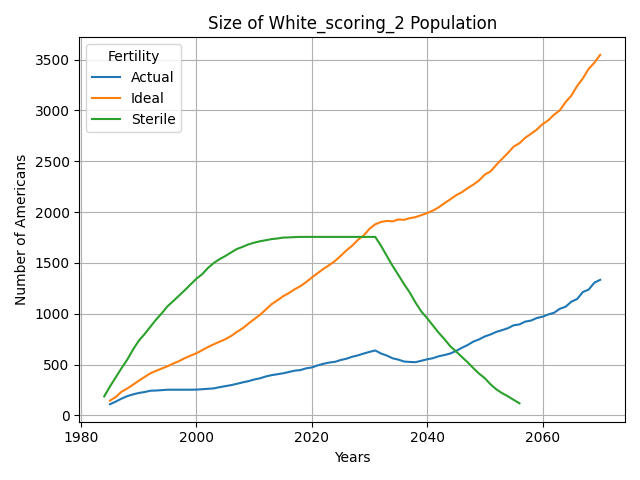 Size of White_scoring_2 Population
Number of Americans
3500
3000
2500
2000
1500
1000
500
0
Fertility
Actual
Ideal
Sterile
1980
2000
2020
2040
2060
Years